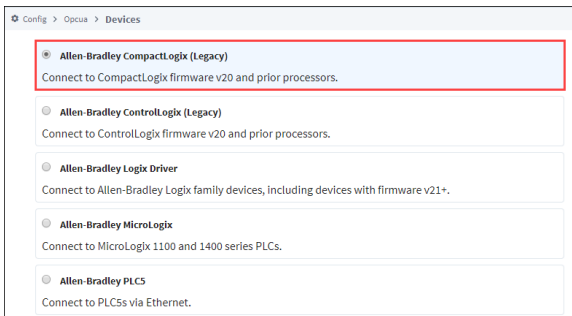 Config > Opcua > Devices
Allen-Bradley CompactLogix (Legacy)
Connect to CompactLogix firmware v20 and prior processors.
Allen-Bradley ControlLogix (Legacy)
Connect to ControlLogix firmware v20 and prior processors.
Allen-Bradley Logix Driver
Connect to Allen-Bradley Logix family devices, including devices with firmware v21+.
Allen-Bradley MicroLogix
Connect to MicroLogix 1100 and 1400 series PLCs.
Allen-Bradley PLC5
Connect to PLC5s via Ethernet.